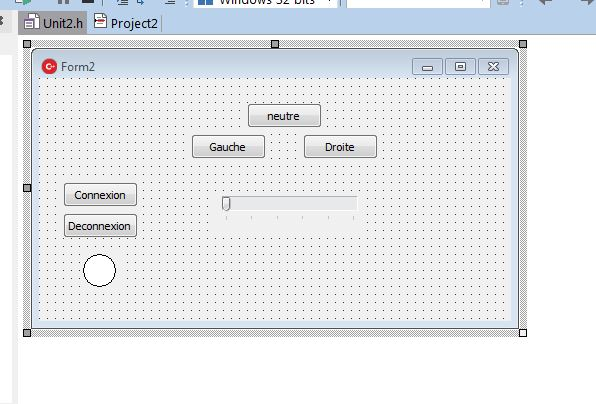 Windows 32-bits
Unit2.h
Project2
Form2
neutre
Gauche
Droite
Connexion
Deconnexion